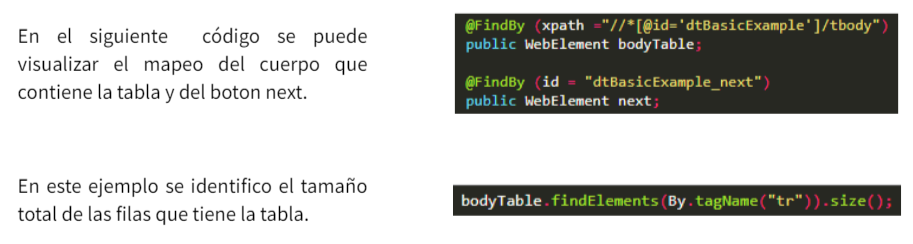 En el siguiente código se puede
visualizar el mapeo del cuerpo que
contiene la tabla y del boton next.
@FindBy (xpath ="//*[@id='dtBasicExample']/tbody")
public WebElement bodyTable;
@FindBy (id = "dtBasicExample_next")
public WebElement next;
En este ejemplo se identifico el tamaño
total de las filas que tiene la tabla.
bodyTable.findElements(By.tagName("tr")).size();